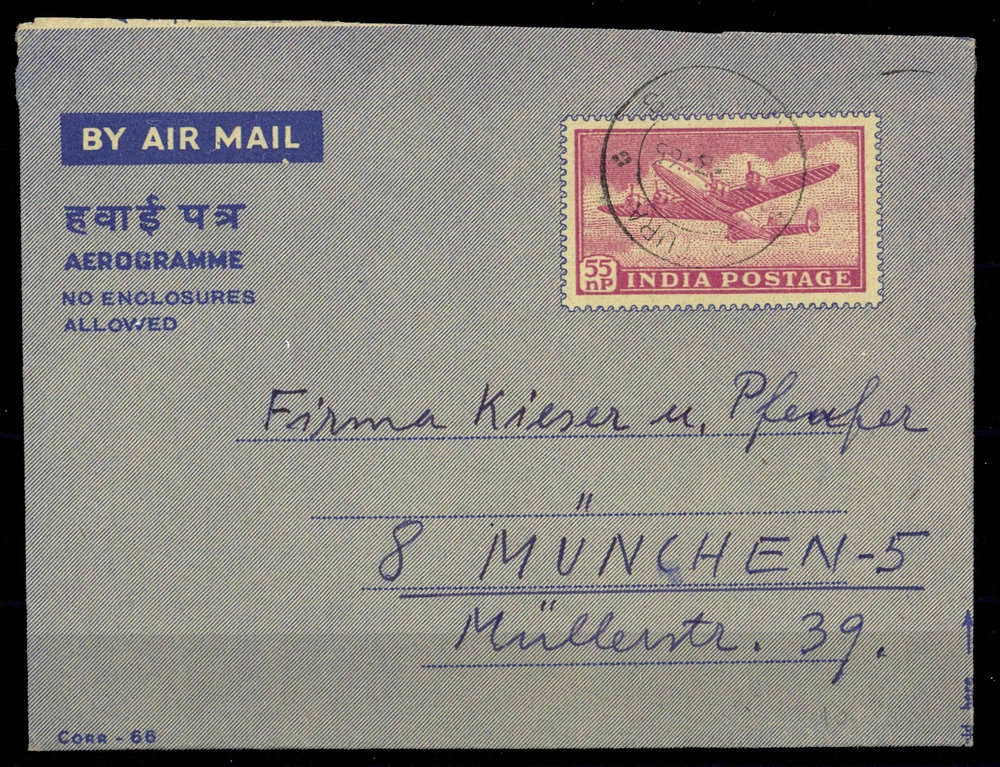 BY AIR MAIL
हवाई पत्र
AEROGRAMME
NO ENCLOSURES
ALLOWED
55
nP
INDIA POSTAGE
Firma Kieser u. Pfeufer
8 MÜNCHEN-5
Müllerstr. 39.
CORR - 66
here